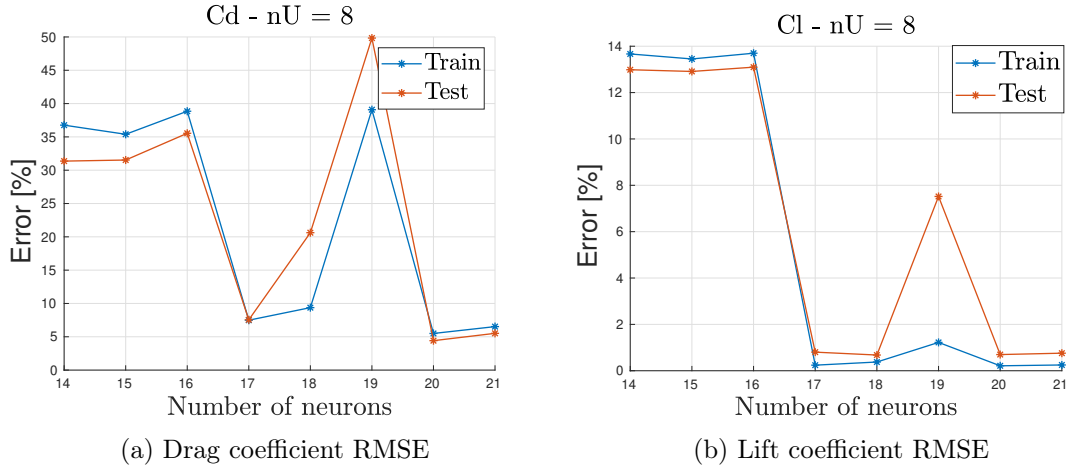 Cd - nU = 8
50
45
40
35
30
25
20
15
10
5
0
Error [%]
Train
Test
14 15 16 17 18 19 20 21
Number of neurons
(a) Drag coefficient RMSE
Cl - nU = 8
14
12
10
8
6
4
2
0
Error [%]
Train
Test
14 15 16 17 18 19 20 21
Number of neurons
(b) Lift coefficient RMSE